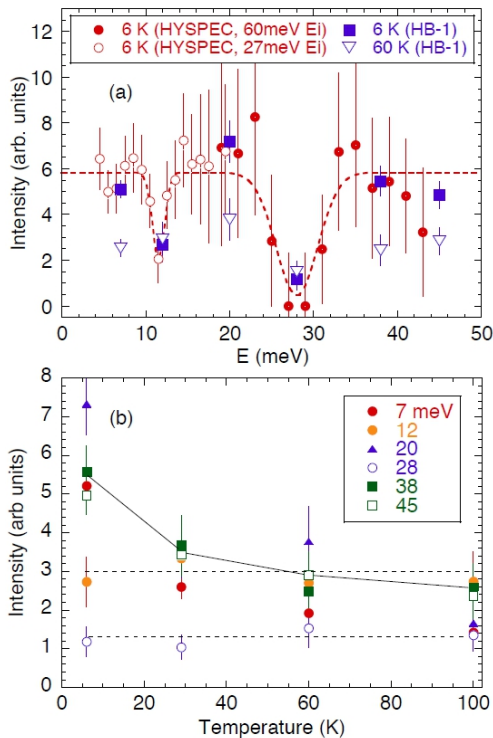 6 K (HYSPEC, 60meV Ei) 6 K (HB-1)
6 K (HYSPEC, 27meV Ei) 60 K (HB-1)
(a)
Intensity (arb. units)
12
10
8
6
4
2
0
0 10 20 30 40 50
E (meV)
(b)
7 meV
12
20
28
38
45
Intensity (arb units)
8
7
6
5
4
3
2
1
0
0 20 40 60 80 100
Temperature (K)